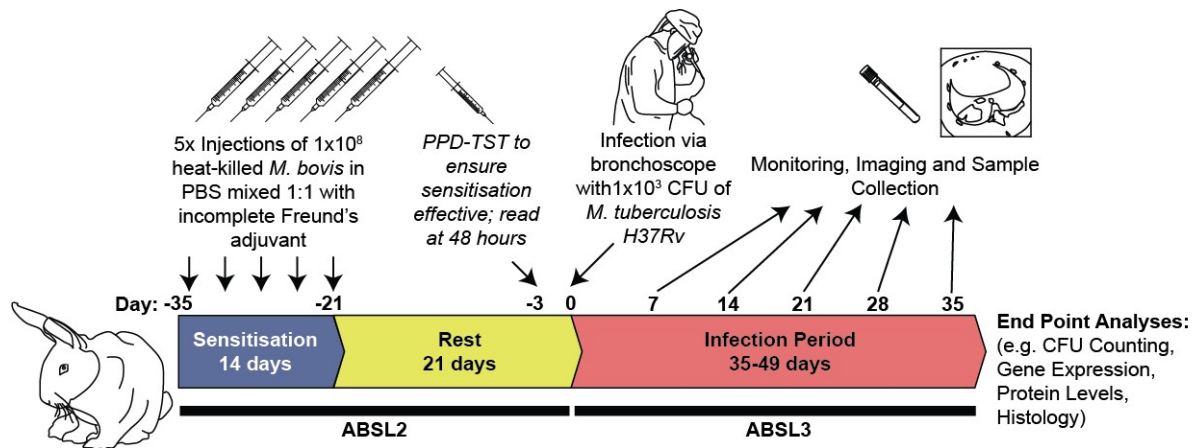 5x Injections of 1x10⁸
heat-killed M. bovis in
PBS mixed 1:1 with
incomplete Freund's
adjuvant
PPD-TST to
ensure
sensitisation
effective; read
at 48 hours
Infection via
bronchoscope
with1x10³ CFU of
M. tuberculosis
H37Rv
Monitoring, Imaging and Sample
Collection
Day: -35 -21 -3 0 7 14 21 28 35
Sensitisation
14 days
Rest
21 days
Infection Period
35-49 days
End Point Analyses:
(e.g. CFU Counting,
Gene Expression,
Protein Levels,
Histology)
ABSL2
ABSL3